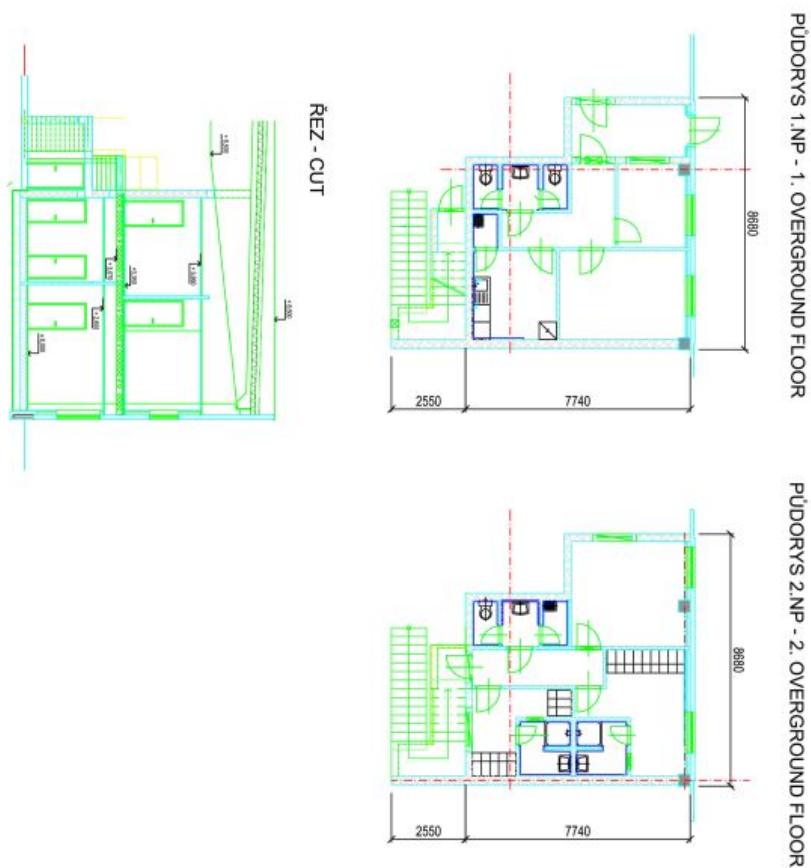 PŮDORYS 1.NP - 1. OVERGROUND FLOOR
8680
2550
7740
ŘEZ - CUT
PŮDORYS 2.NP - 2. OVERGROUND FLOOR
8680
2550
7740